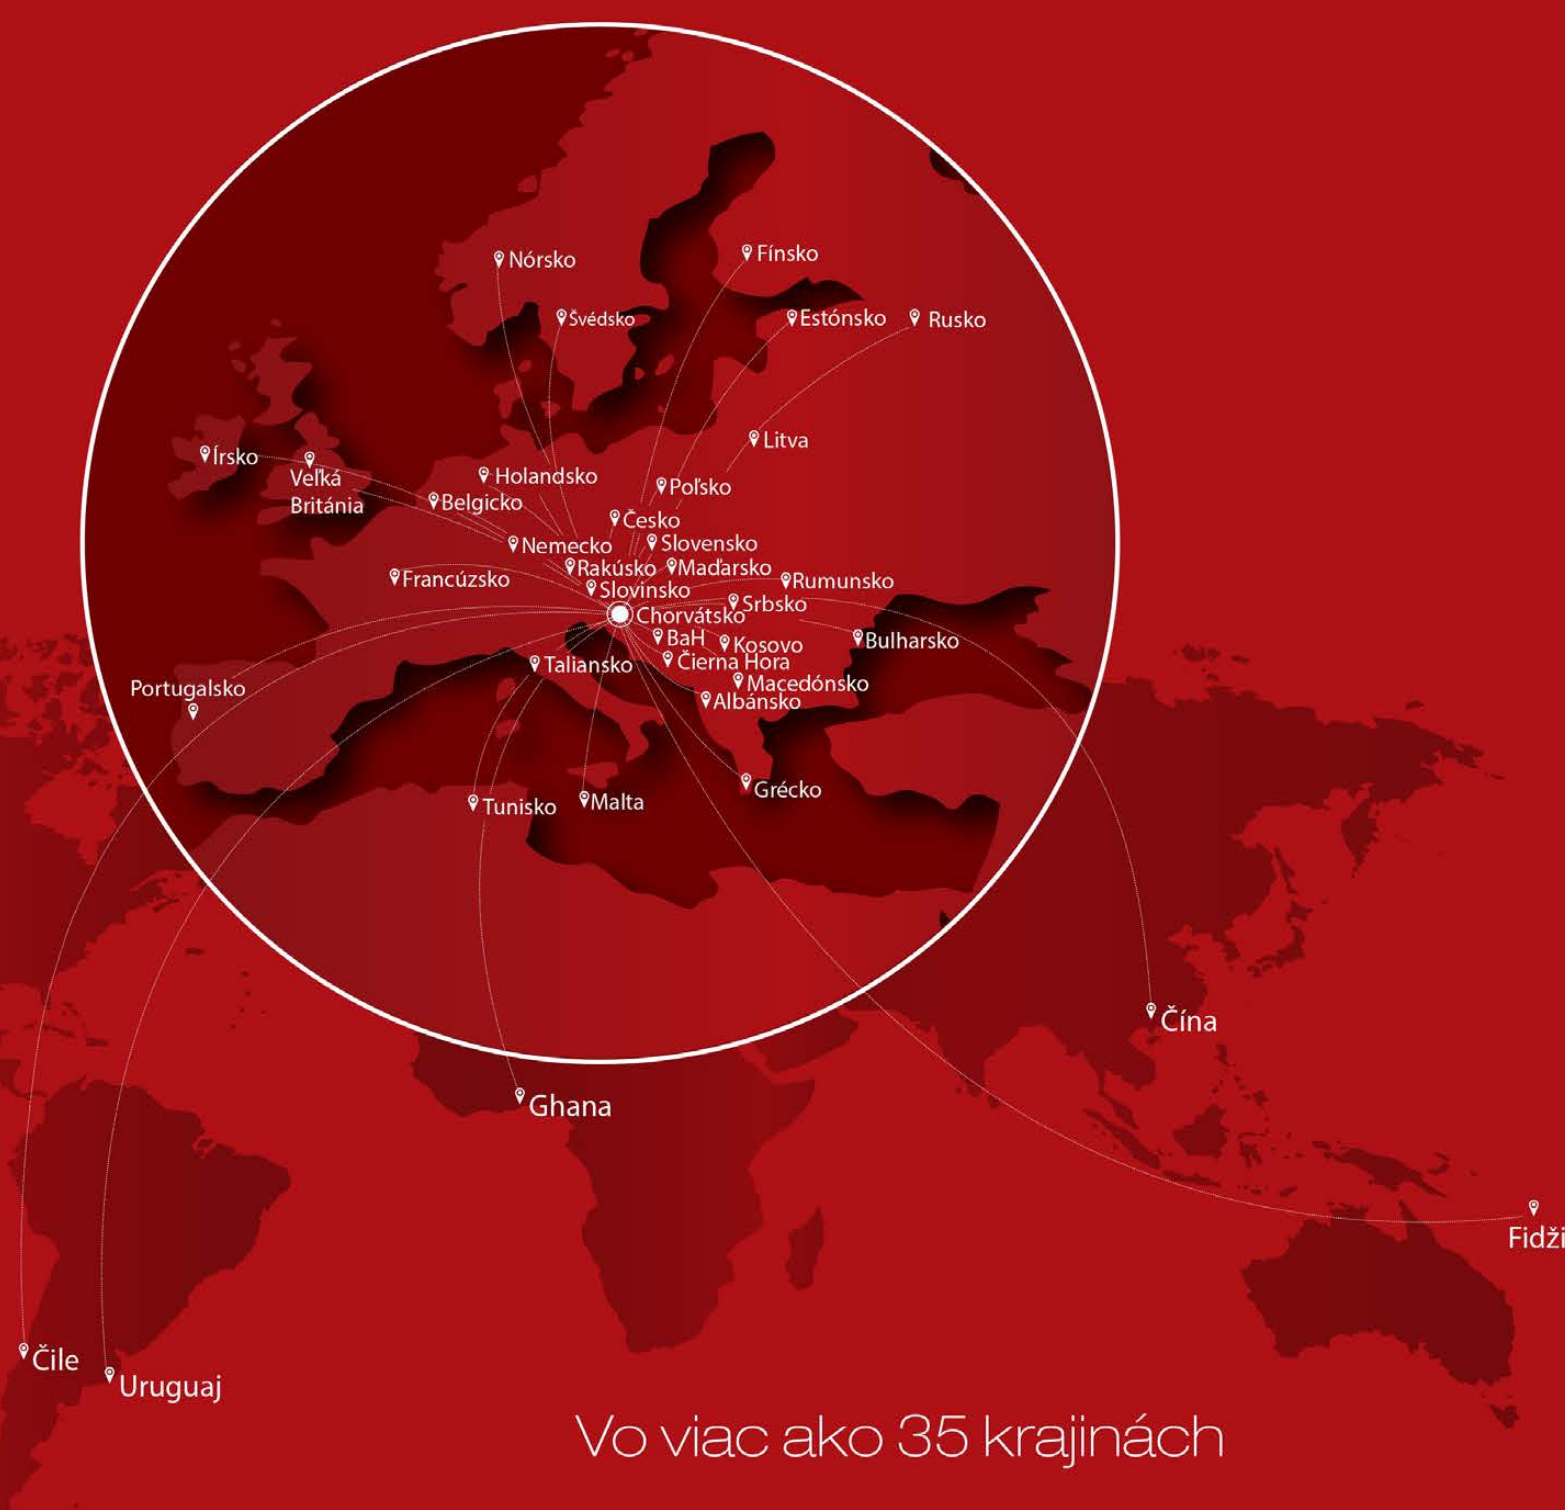 Nórsko
Fínsko
Švédsko
Estónsko
Rusko
Litva
Írsko
Veľká
Británia
Holandsko
Belgicko
Poľsko
Česko
Nemecko
Slovensko
Rakúsko
Maďarsko
Francúzsko
Rumunsko
Slovinsko
Srbsko
Chorvátsko
BaH
Kosovo
Bulharsko
Taliansko
Čierna Hora
Macedónsko
Albánsko
Portugalsko
Grécko
Tunisko
Malta
Čína
Ghana
Fidži
Čile
Uruguaj
Vo viac ako 35 krajinách